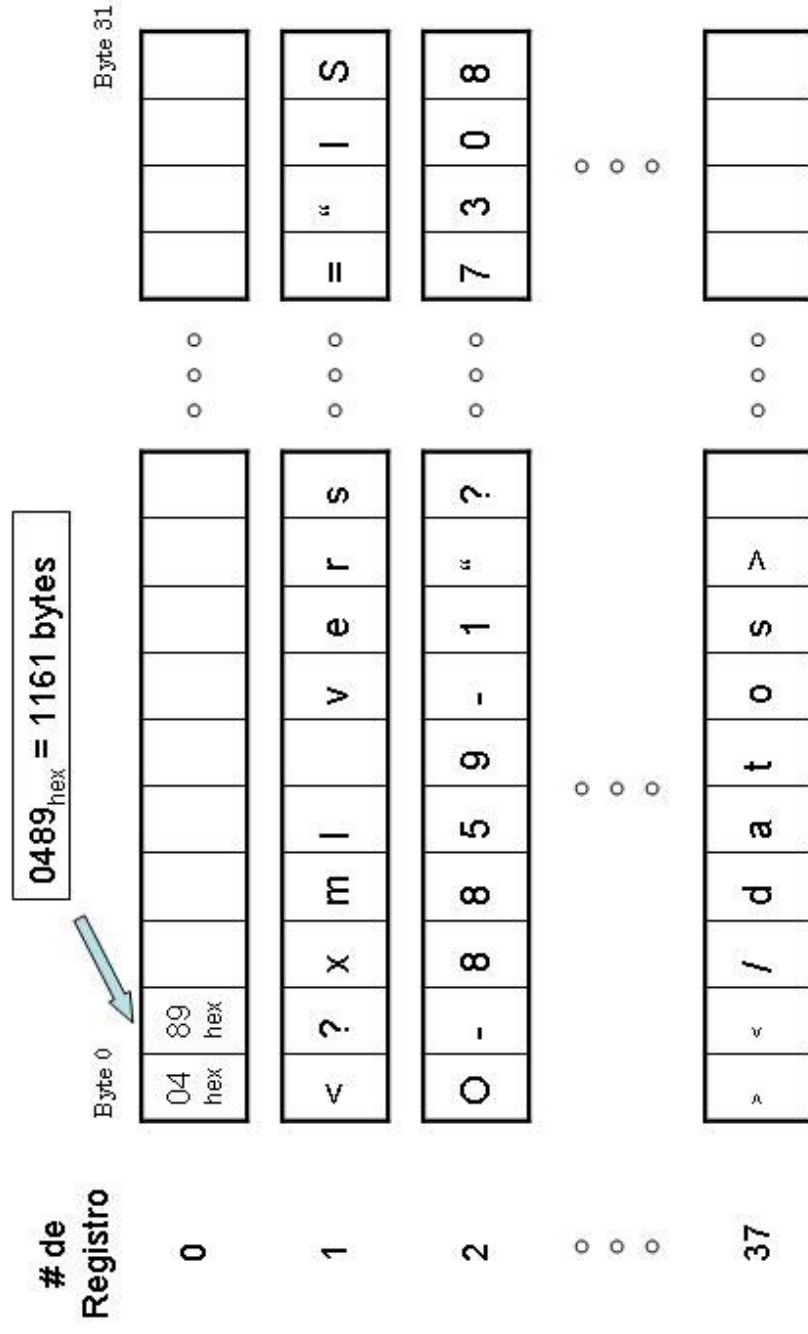 0489hex = 1161 bytes
# de Registro
Byte 0
Byte 31
0 04 hex 89 hex
1 < ? x m l v e r s = “ I S
2 O - 8 8 5 9 - 1 “ ? 7 3 0 8
37 > < / d a t o s >